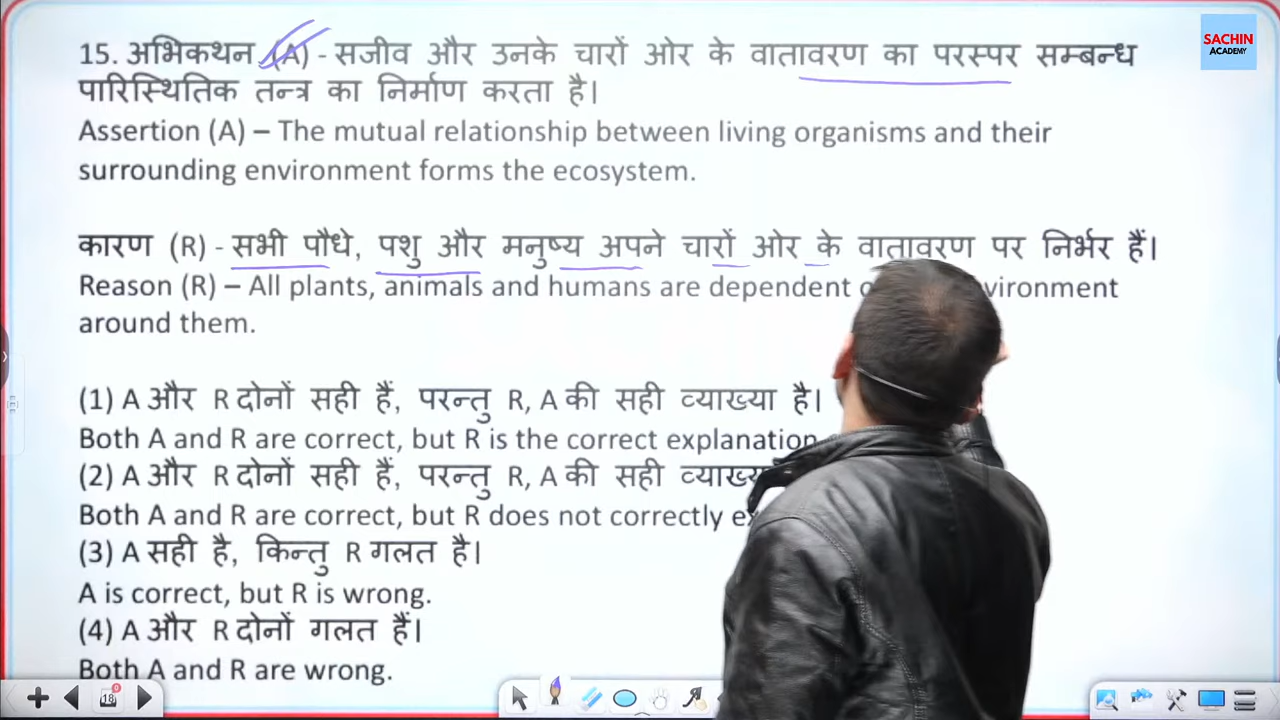 SACHIN
ACADEMY
15. अभिकथन (A) - सजीव और उनके चारों ओर के वातावरण का परस्पर सम्बन्ध
पारिस्थितिक तन्त्र का निर्माण करता है।
Assertion (A) – The mutual relationship between living organisms and their
surrounding environment forms the ecosystem.
कारण (R) - सभी पौधे, पशु और मनुष्य अपने चारों ओर के वातावरण पर निर्भर हैं।
Reason (R) – All plants, animals and humans are dependent
around them.
(1) A और R दोनों सही हैं, परन्तु R, A की सही व्याख्या है।
Both A and R are correct, but R is the correct explanation
(2) A और R दोनों सही हैं, परन्तु R, A की सही
Both A and R are correct, but R does not correctly
(3) A सही है, किन्तु R गलत है।
A is correct, but R is wrong.
(4) A और R दोनों गलत हैं।
Both A and R are wrong.
18